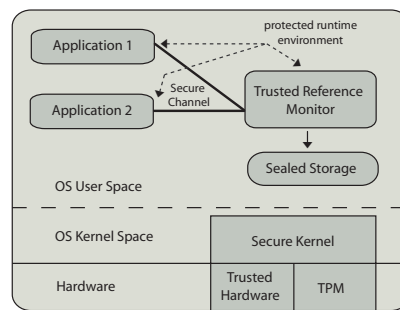 protected runtime
environment
Application 1
Application 2
Secure
Channel
Trusted Reference
Monitor
Sealed Storage
OS User Space
OS Kernel Space
Secure Kernel
Hardware
Trusted
Hardware
TPM